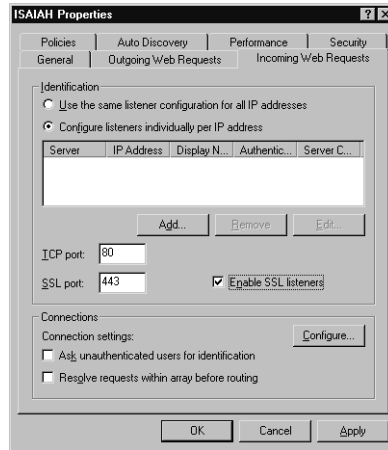 ISAIAH Properties
Policies Auto Discovery Performance Security
General Outgoing Web Requests Incoming Web Requests
Identification
Use the same listener configuration for all IP addresses
Configure listeners individually per IP address
Server IP Address Display N... Authentic... Server C...
Add... Remove Edit...
TCP port: 80
SSL port: 443 Enable SSL listeners
Connections
Connection settings: Configure...
Ask unauthenticated users for identification
Resolve requests within array before routing
OK Cancel Apply